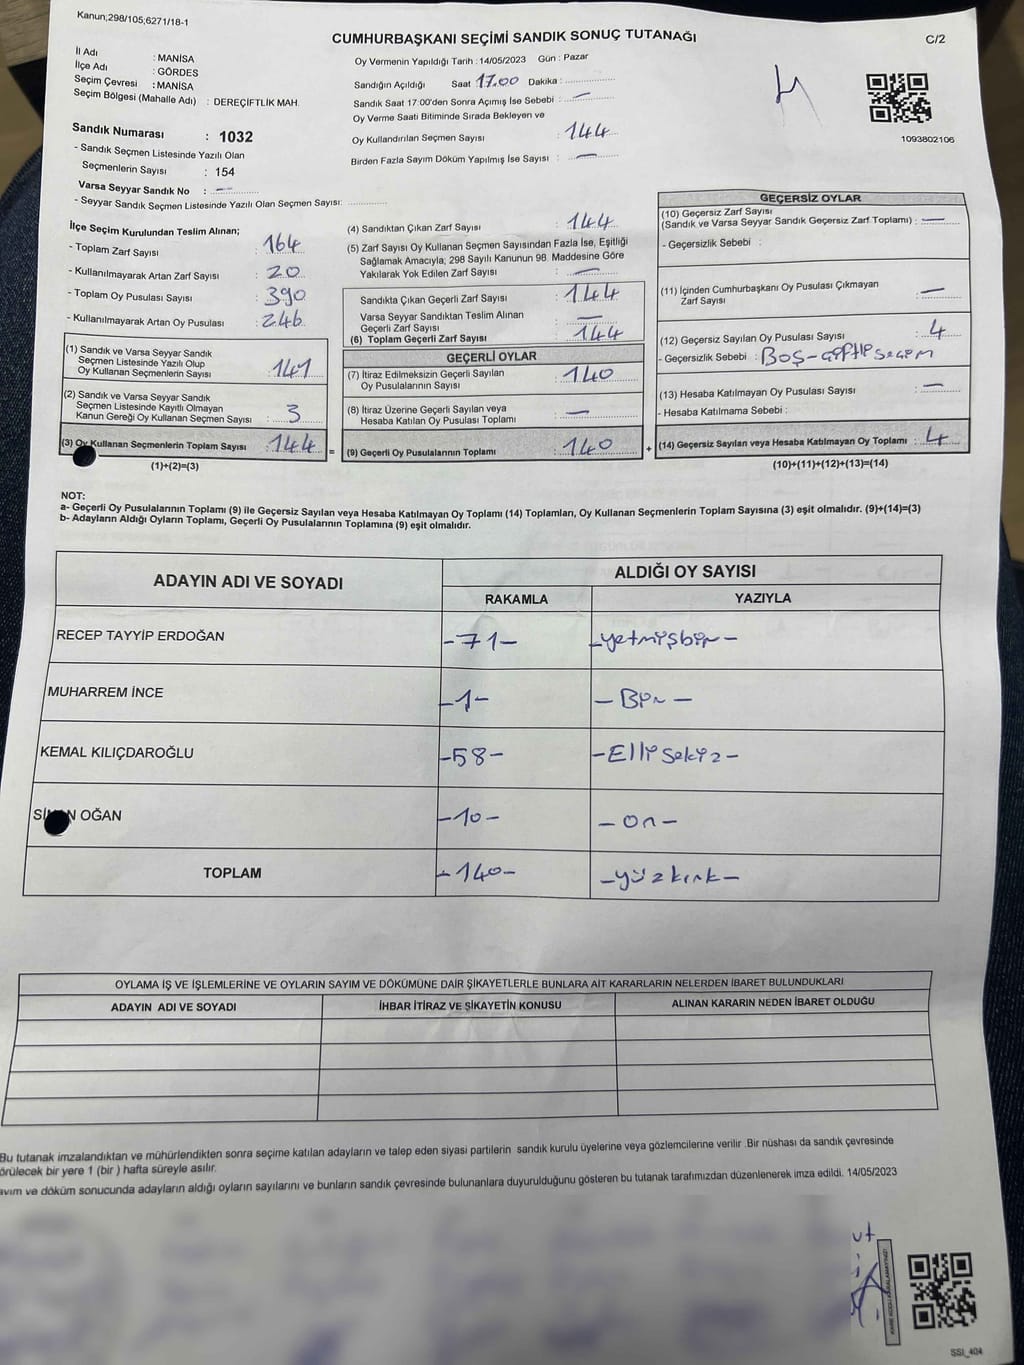 Kanun;298/105;6271/18-1
CUMHURBAŞKANI SEÇİMİ SANDIK SONUÇ TUTANAĞI
C/2
İl Adı : MANİSA
İlçe Adı : GÖRDES
Seçim Çevresi : MANİSA
Seçim Bölgesi (Mahalle Adı) : DEREÇİFTLİK MAH.
Sandık Numarası : 1032
- Sandık Seçmen Listesinde Yazılı Olan
Seçmenlerin Sayısı : 154
Varsa Seyyar Sandık No : —
- Seyyar Sandık Seçmen Listesinde Yazılı Olan Seçmen Sayısı:
Oy Vermenin Yapıldığı Tarih : 14/05/2023 Gün : Pazar
Sandığın Açıldığı Saat 17.00 Dakika :
Sandık Saat 17:00'den Sonra Açımış İse Sebebi : —
Oy Verme Saati Bitiminde Sırada Bekleyen ve
Oy Kullandırılan Seçmen Sayısı : 144
Birden Fazla Sayım Döküm Yapılmış İse Sayısı : —
1093802106
İlçe Seçim Kurulundan Teslim Alınan;
- Toplam Zarf Sayısı : 164
- Kullanılmayarak Artan Zarf Sayısı : 20
- Toplam Oy Pusulası Sayısı : 390
- Kullanılmayarak Artan Oy Pusulası : 246
(1) Sandık ve Varsa Seyyar Sandık
Seçmen Listesinde Yazılı Olup
Oy Kullanan Seçmenlerin Sayısı : 141
(2) Sandık ve Varsa Seyyar Sandık
Seçmen Listesinde Kayıtlı Olmayan
Kanun Gereği Oy Kullanan Seçmen Sayısı : 3
(3) Oy Kullanan Seçmenlerin Toplam Sayısı : 144
(1)+(2)=(3)
(4) Sandıktan Çıkan Zarf Sayısı : 144
(5) Zarf Sayısı Oy Kullanan Seçmen Sayısından Fazla İse, Eşitliği
Sağlamak Amacıyla; 298 Sayılı Kanunun 98. Maddesine Göre
Yakılarak Yok Edilen Zarf Sayısı : —
Sandıkta Çıkan Geçerli Zarf Sayısı : 144
Varsa Seyyar Sandıktan Teslim Alınan
Geçerli Zarf Sayısı : —
(6) Toplam Geçerli Zarf Sayısı : 144
GEÇERLİ OYLAR
(7) İtiraz Edilmeksizin Geçerli Sayılan
Oy Pusulalarının Sayısı : 140
(8) İtiraz Üzerine Geçerli Sayılan veya
Hesaba Katılan Oy Pusulası Toplamı : —
= (9) Geçerli Oy Pusulalarının Toplamı : 140
GEÇERSİZ OYLAR
(10) Geçersiz Zarf Sayısı
(Sandık ve Varsa Seyyar Sandık Geçersiz Zarf Toplamı) : —
- Geçersizlik Sebebi :
(11) İçinden Cumhurbaşkanı Oy Pusulası Çıkmayan
Zarf Sayısı : —
(12) Geçersiz Sayılan Oy Pusulası Sayısı : 4
- Geçersizlik Sebebi : Boş-çiftleseçim
(13) Hesaba Katılmayan Oy Pusulası Sayısı : —
- Hesaba Katılmama Sebebi :
+ (14) Geçersiz Sayılan veya Hesaba Katılmayan Oy Toplamı : 4
(10)+(11)+(12)+(13)=(14)
NOT:
a- Geçerli Oy Pusulalarının Toplamı (9) ile Geçersiz Sayılan veya Hesaba Katılmayan Oy Toplamı (14) Toplamları, Oy Kullanan Seçmenlerin Toplam Sayısına (3) eşit olmalıdır. (9)+(14)=(3)
b- Adayların Aldığı Oyların Toplamı, Geçerli Oy Pusulalarının Toplamına (9) eşit olmalıdır.
ADAYIN ADI VE SOYADI
ALDIĞI OY SAYISI
RAKAMLA YAZIYLA
RECEP TAYYİP ERDOĞAN -71- -yetmişbir-
MUHARREM İNCE -1- -Bir-
KEMAL KILIÇDAROĞLU -58- -Elli sekiz-
OĞAN -10- -on-
TOPLAM -140- -yüzkırk-
OYLAMA İŞ VE İŞLEMLERİNE VE OYLARIN SAYIM VE DÖKÜMÜNE DAİR ŞİKAYETLERLE BUNLARA AİT KARARLARIN NELERDEN İBARET BULUNDUKLARI
ADAYIN ADI VE SOYADI İHBAR İTİRAZ VE ŞİKAYETİN KONUSU ALINAN KARARIN NEDEN İBARET OLDUĞU
Bu tutanak imzalandıktan ve mühürlendikten sonra seçime katılan adayların ve talep eden siyasi partilerin sandık kurulu üyelerine veya gözlemcilerine verilir .Bir nüshası da sandık çevresinde
örülecek bir yere 1 (bir ) hafta süreyle asılır.
ayım ve döküm sonucunda adayların aldığı oyların sayılarını ve bunların sandık çevresinde bulunanlara duyurulduğunu gösteren bu tutanak tarafımızdan düzenlenerek imza edildi. 14/05/2023
SSI_404